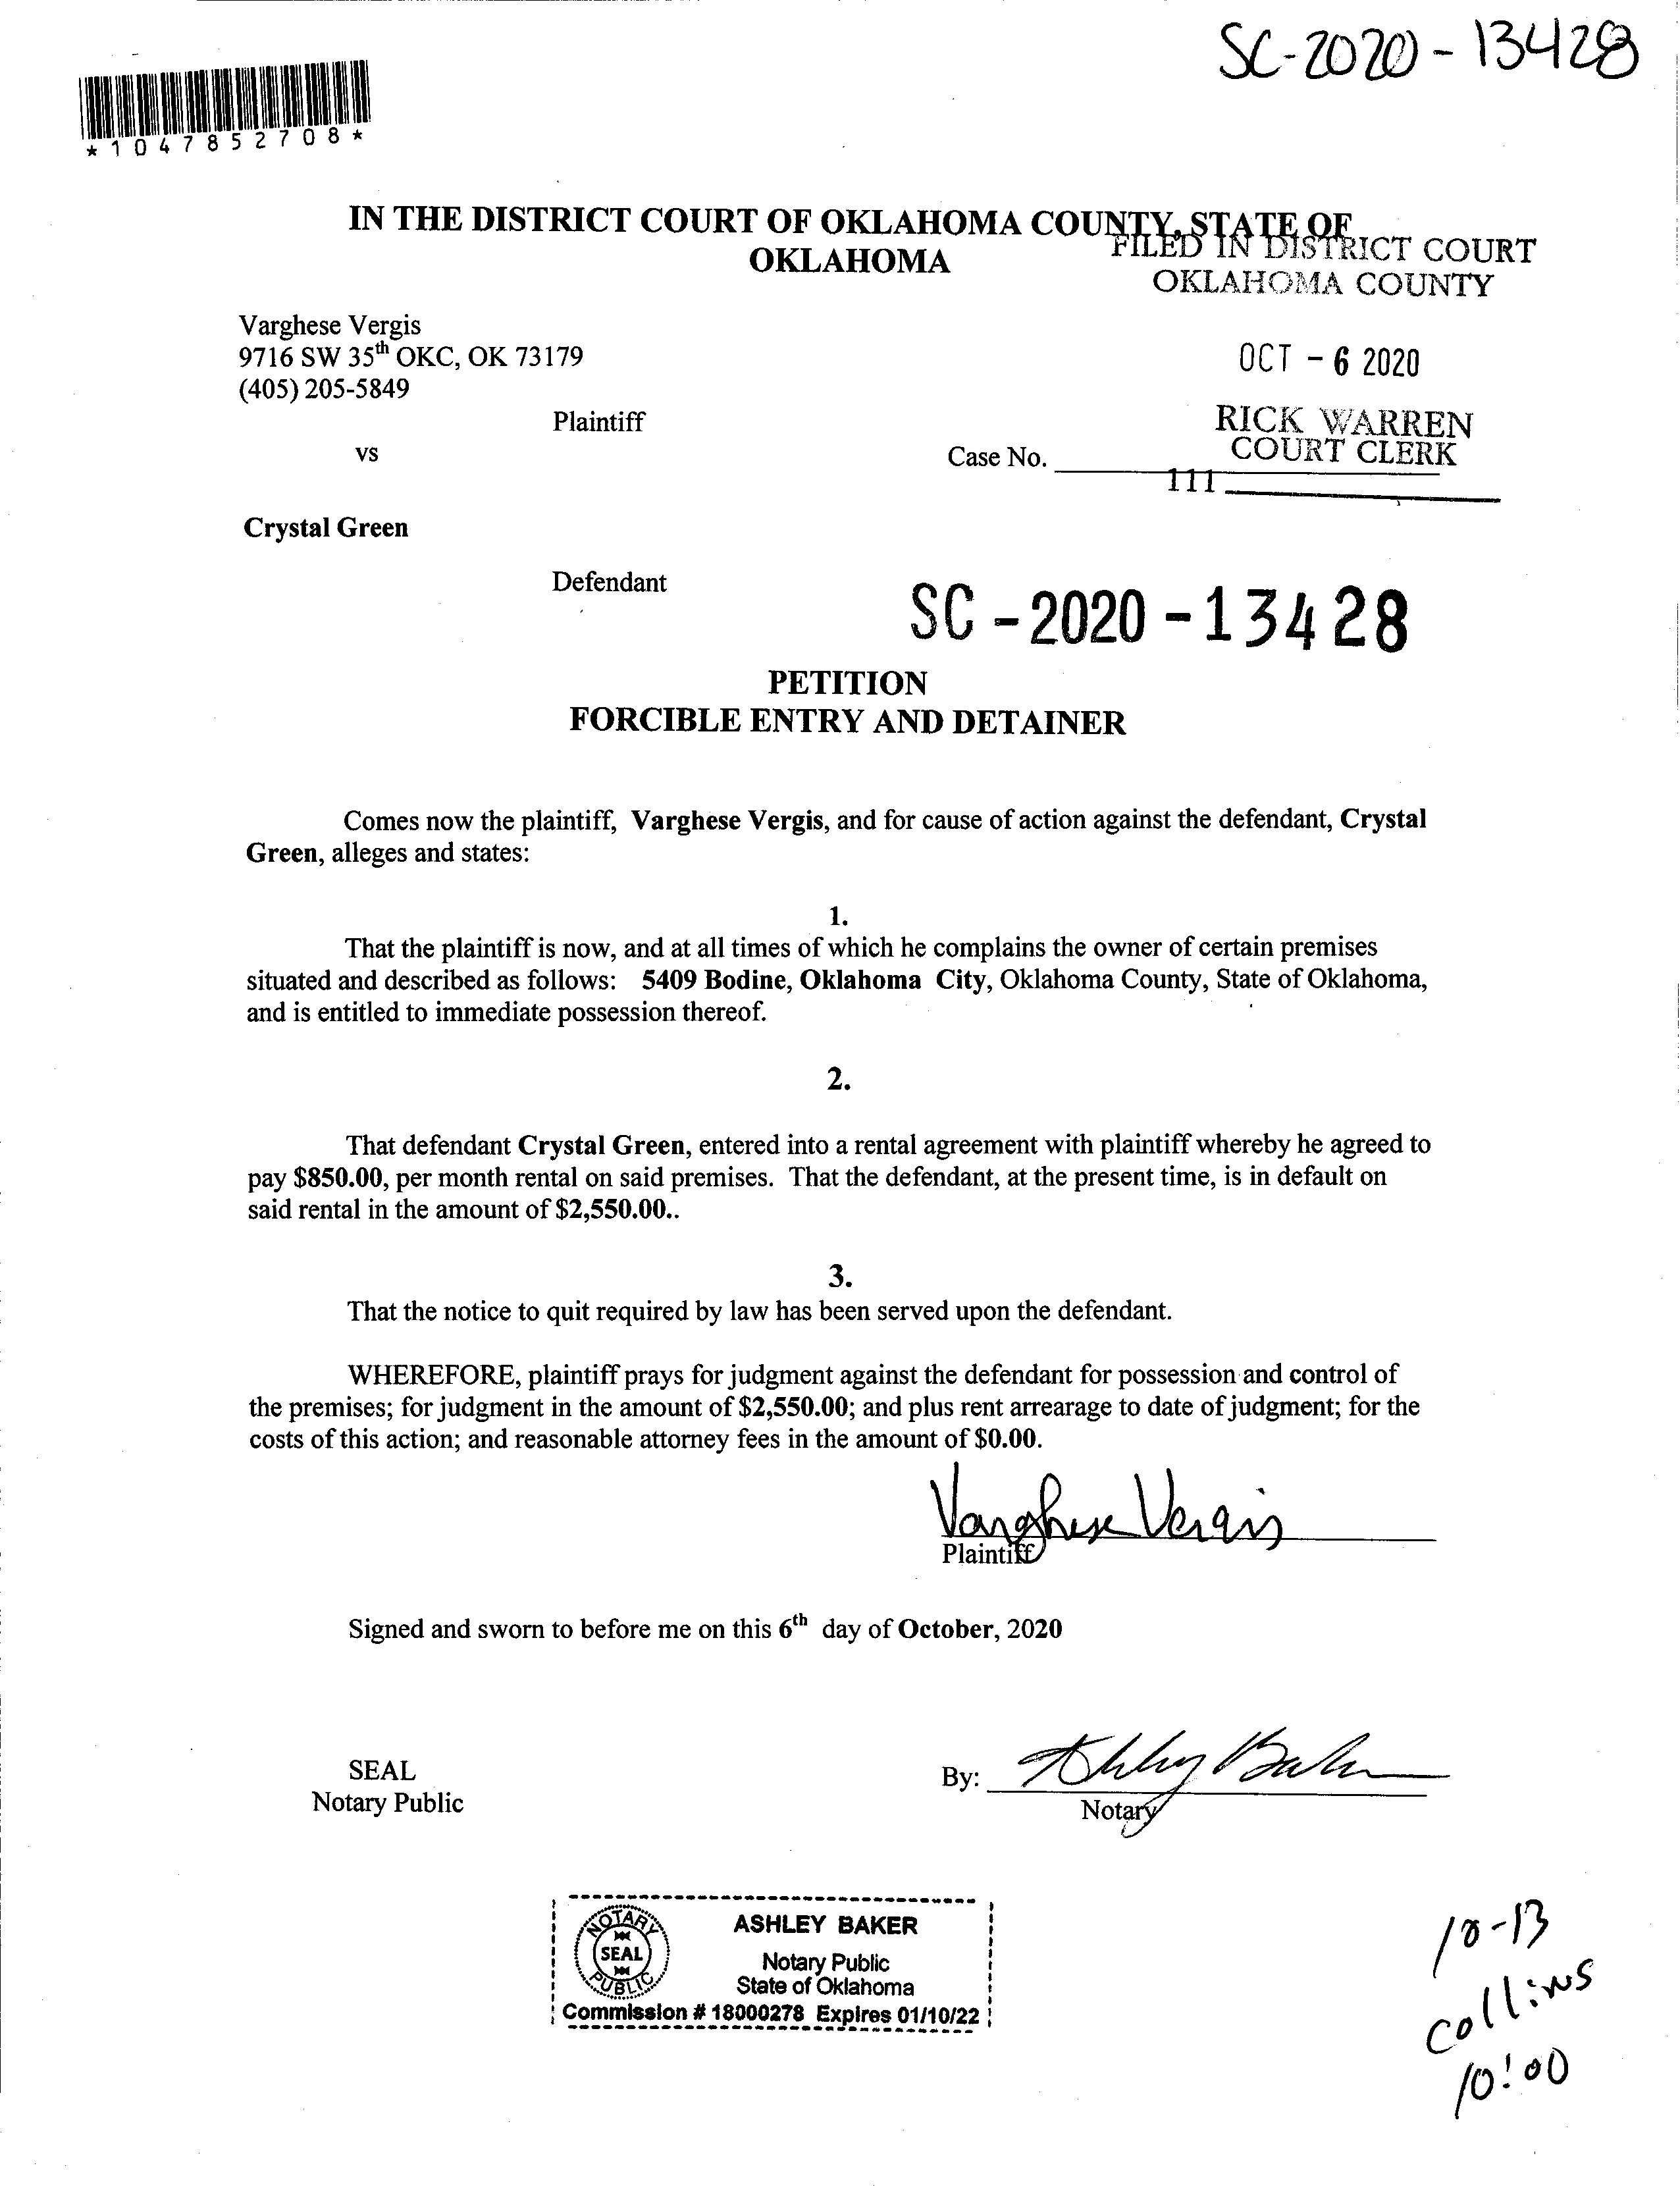 SC-2020-13428
*1047852708*
IN THE DISTRICT COURT OF OKLAHOMA COUNTY, STATE OF
OKLAHOMA
FILED IN DISTRICT COURT
OKLAHOMA COUNTY
Varghese Vergis
9716 SW 35th OKC, OK 73179
(405) 205-5849
OCT - 6 2020
Plaintiff
RICK WARREN
COURT CLERK
vs
Case No.
111
Crystal Green
Defendant
SC-2020-13428
PETITION
FORCIBLE ENTRY AND DETAINER
Comes now the plaintiff, Varghese Vergis, and for cause of action against the defendant, Crystal
Green, alleges and states:
1.
That the plaintiff is now, and at all times of which he complains the owner of certain premises
situated and described as follows: 5409 Bodine, Oklahoma City, Oklahoma County, State of Oklahoma,
and is entitled to immediate possession thereof.
2.
That defendant Crystal Green, entered into a rental agreement with plaintiff whereby he agreed to
pay $850.00, per month rental on said premises. That the defendant, at the present time, is in default on
said rental in the amount of $2,550.00..
3.
That the notice to quit required by law has been served upon the defendant.
WHEREFORE, plaintiff prays for judgment against the defendant for possession and control of
the premises; for judgment in the amount of $2,550.00; and plus rent arrearage to date of judgment; for the
costs of this action; and reasonable attorney fees in the amount of $0.00.
Varghese Vergis
Plaintiff
Signed and sworn to before me on this 6th day of October, 2020
SEAL
Notary Public
By: Ashley Baker
Notary
NOTARY
SEAL
PUBLIC
ASHLEY BAKER
Notary Public
State of Oklahoma
Commission # 18000278 Expires 01/10/22
10-13
Collins
10:00